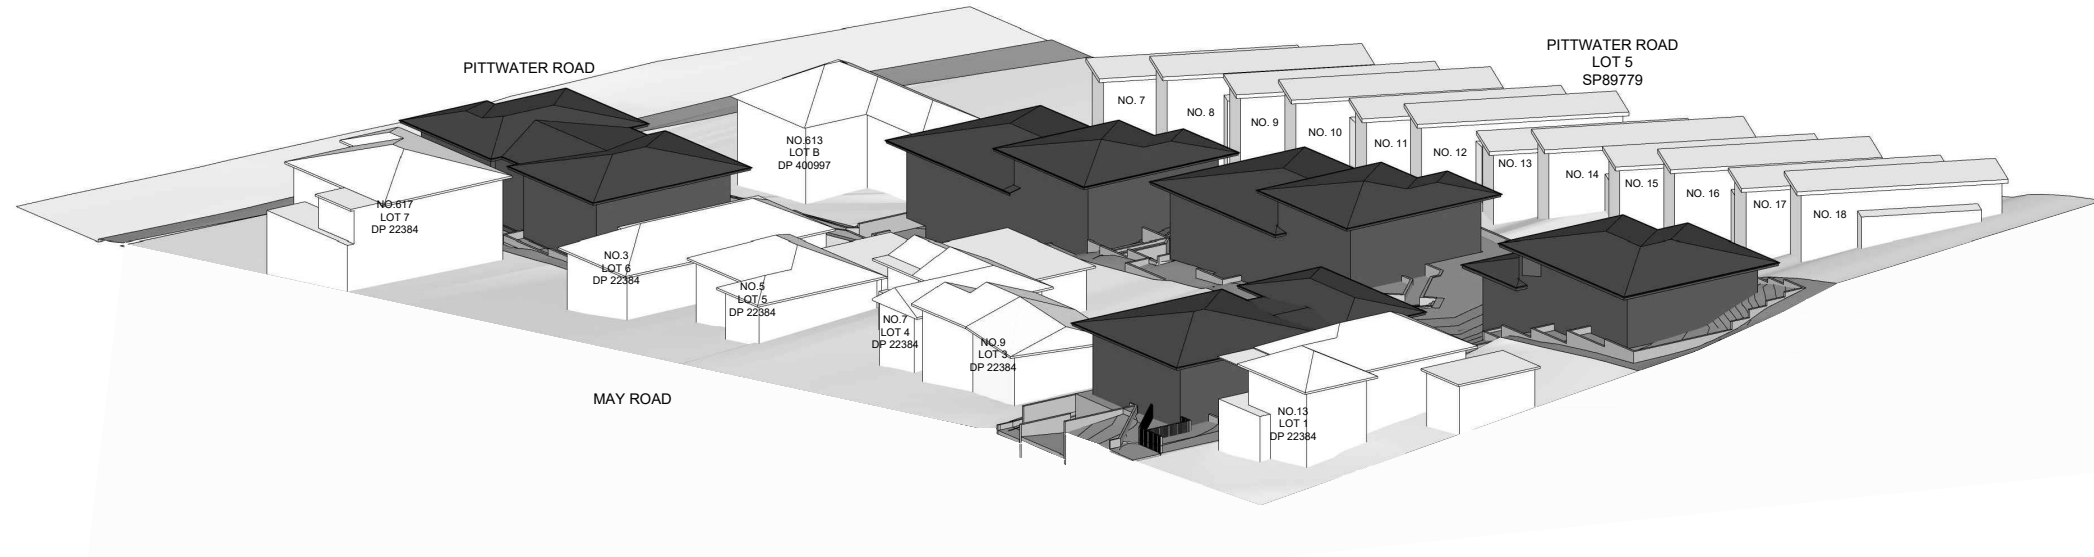 PITTWATER ROAD
PITTWATER ROAD
LOT 5
SP89779
NO. 7
NO. 8
NO. 9
NO. 10
NO. 11
NO. 12
NO. 13
NO. 14
NO. 15
NO. 16
NO. 17
NO. 18
NO.613
LOT B
DP 400997
NO.617
LOT 7
DP 22384
NO.3
LOT 6
DP 22384
NO.5
LOT 5
DP 22384
NO.7
LOT 4
DP 22384
NO.9
LOT 3
DP 22384
MAY ROAD
NO.13
LOT 1
DP 22384